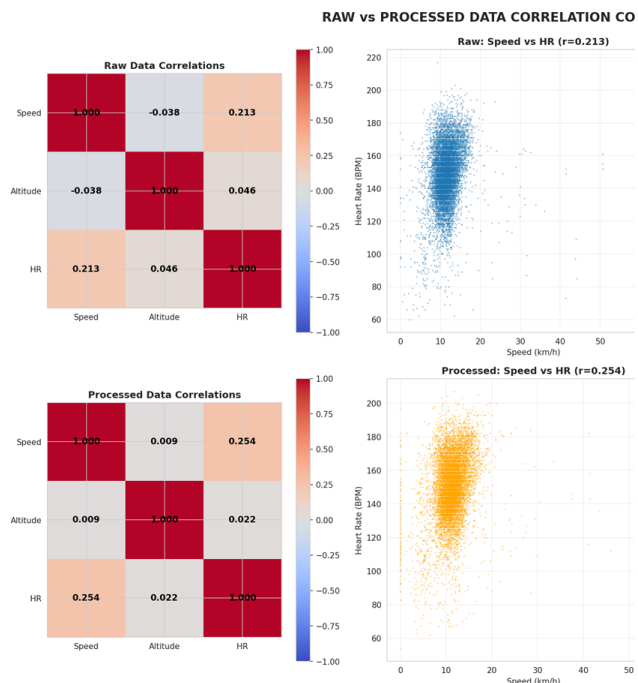 RAW vs PROCESSED DATA CORRELATION CO
Raw Data Correlations
Speed
Altitude
HR
1.000 -0.038 0.213
-0.038 1.000 0.046
0.213 0.046 1.000
Speed Altitude HR
1.00
0.75
0.50
0.25
0.00
−0.25
−0.50
−0.75
−1.00
Raw: Speed vs HR (r=0.213)
Heart Rate (BPM)
220
200
180
160
140
120
100
80
60
0 10 20 30 40 50
Speed (km/h)
Processed Data Correlations
Speed
Altitude
HR
1.000 0.009 0.254
0.009 1.000 0.022
0.254 0.022 1.000
Speed Altitude HR
1.00
0.75
0.50
0.25
0.00
−0.25
−0.50
−0.75
−1.00
Processed: Speed vs HR (r=0.254)
Heart Rate (BPM)
200
180
160
140
120
100
80
60
0 10 20 30 40 50
Speed (km/h)